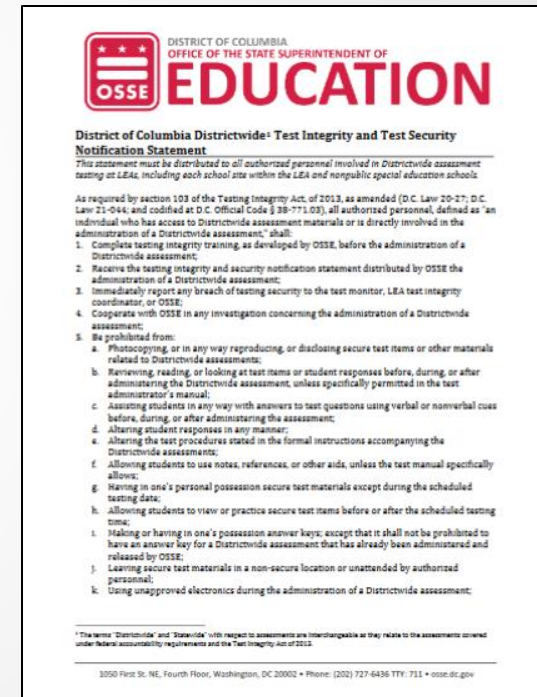 DISTRICT OF COLUMBIA
OFFICE OF THE STATE SUPERINTENDENT OF
EDUCATION
OSSE
District of Columbia Districtwide¹ Test Integrity and Test Security
Notification Statement
This statement must be distributed to all authorized personnel involved in Districtwide assessment
testing at LEAs, including each school site within the LEA and nonpublic special education schools.
As required by section 103 of the Testing Integrity Act, of 2013, as amended (D.C. Law 20-27; D.C.
Law 21-044; and codified at D.C. Official Code § 38-771.03), all authorized personnel, defined as "an
individual who has access to Districtwide assessment materials or is directly involved in the
administration of a Districtwide assessment," shall:
1. Complete testing integrity training, as developed by OSSE, before the administration of a
Districtwide assessment;
2. Receive the testing integrity and security notification statement distributed by OSSE the
administration of a Districtwide assessment;
3. Immediately report any breach of testing security to the test monitor, LEA test integrity
coordinator, or OSSE;
4. Cooperate with OSSE in any investigation concerning the administration of a Districtwide
assessment;
5. Be prohibited from:
a. Photocopying, or in any way reproducing, or disclosing secure test items or other materials
related to Districtwide assessments;
b. Reviewing, reading, or looking at test items or student responses before, during, or after
administering the Districtwide assessment, unless specifically permitted in the test
administrator's manual;
c. Assisting students in any way with answers to test questions using verbal or nonverbal cues
before, during, or after administering the assessment;
d. Altering student responses in any manner;
e. Altering the test procedures stated in the formal instructions accompanying the
Districtwide assessments;
f. Allowing students to use notes, references, or other aids, unless the test manual specifically
allows;
g. Having in one's personal possession secure test materials except during the scheduled
testing date;
h. Allowing students to view or practice secure test items before or after the scheduled testing
time;
i. Making or having in one's possession answer keys; except that it shall not be prohibited to
have an answer key for a Districtwide assessment that has already been administered and
released by OSSE;
j. Leaving secure test materials in a non-secure location or unattended by authorized
personnel;
k. Using unapproved electronics during the administration of a Districtwide assessment;
¹ The terms "Districtwide" and "Statewide" with respect to assessments are interchangeable as they relate to the assessments covered
under federal accountability requirements and the Test Integrity Act of 2013.
1050 First St. NE, Fourth Floor, Washington, DC 20002 • Phone: (202) 727-6436 TTY: 711 • osse.dc.gov